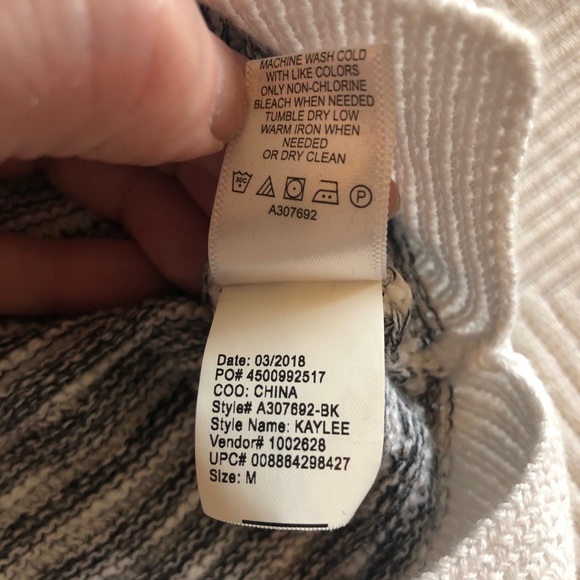 MACHINE WASH COLD
WITH LIKE COLORS
ONLY NON-CHLORINE
BLEACH WHEN NEEDED
TUMBLE DRY LOW
WARM IRON WHEN
NEEDED
OR DRY CLEAN
30C P
A307692
Date: 03/2018
PO# 4500992517
COO: CHINA
Style# A307692-BK
Style Name: KAYLEE
Vendor# 1002628
UPC# 008864298427
Size: M